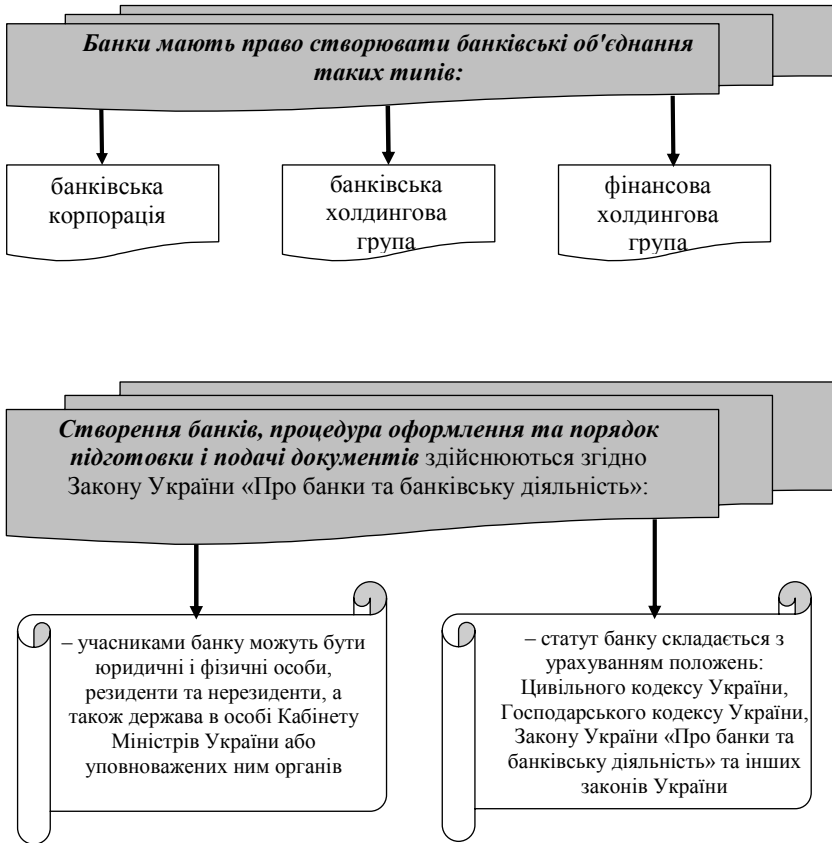 Банки мають право створювати банківські об'єднання
таких типів:
банківська
корпорація
банківська
холдингова
група
фінансова
холдингова
група
Створення банків, процедура оформлення та порядок
підготовки і подачі документів здійснюються згідно
Закону України «Про банки та банківську діяльність»:
– учасниками банку можуть бути
юридичні і фізичні особи,
резиденти та нерезиденти, а
також держава в особі Кабінету
Міністрів України або
уповноважених ним органів
– статут банку складається з
урахуванням положень:
Цивільного кодексу України,
Господарського кодексу України,
Закону України «Про банки та
банківську діяльність» та інших
законів України